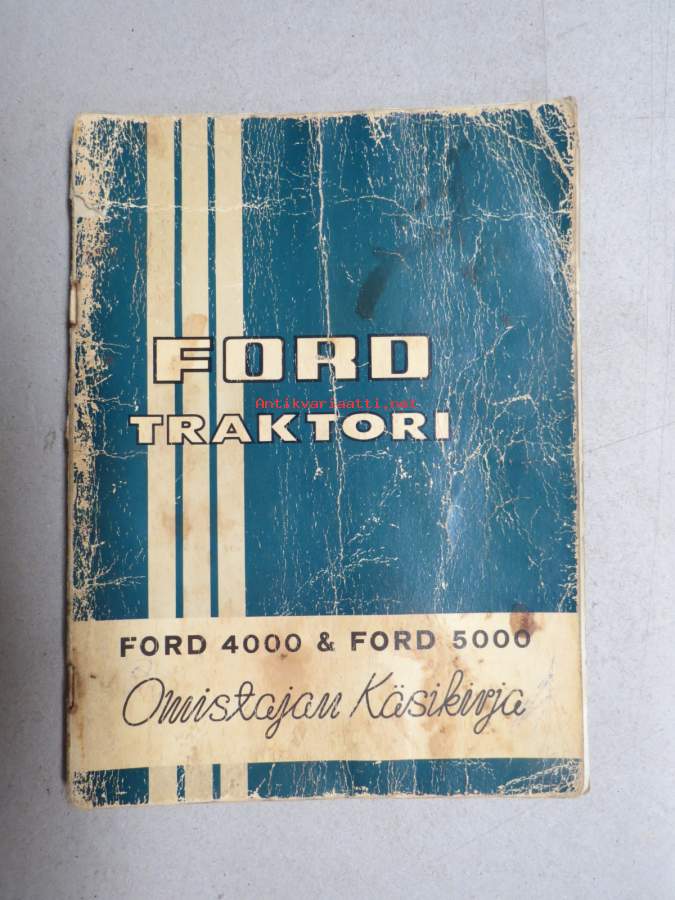 FORD
Antikvariaatti.net
TRAKTORI
FORD 4000 & FORD 5000
Omistajan Käsikirja